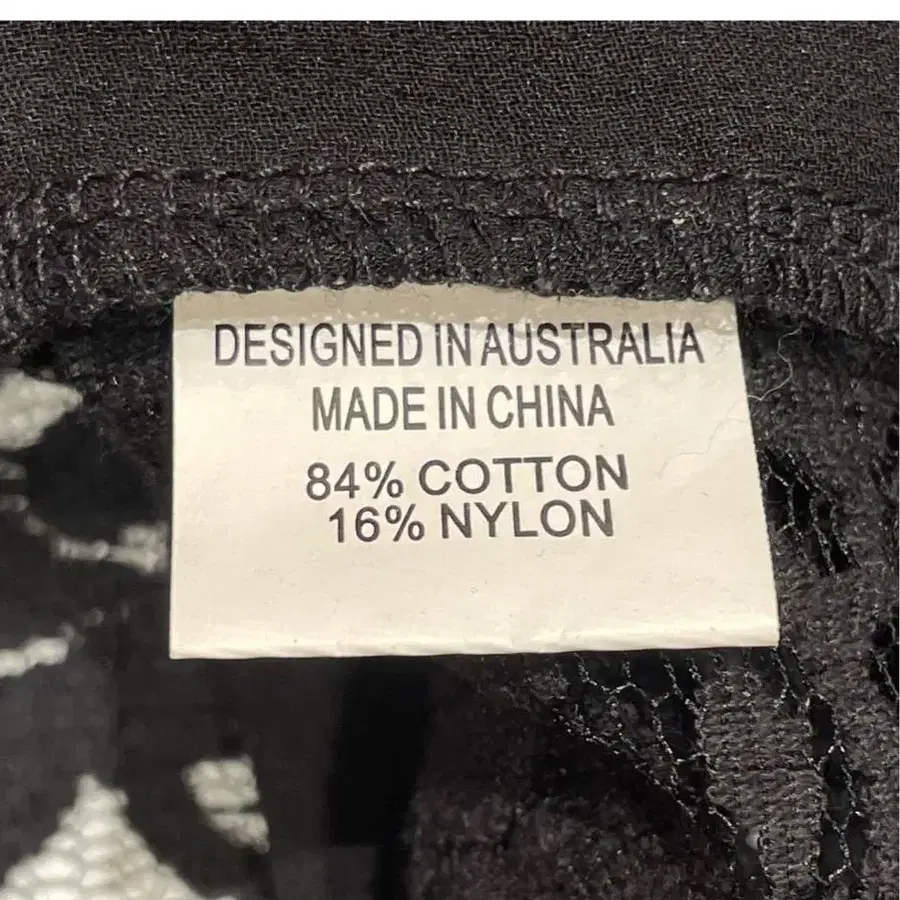 DESIGNED IN AUSTRALIA
MADE IN CHINA
84% COTTON
16% NYLON